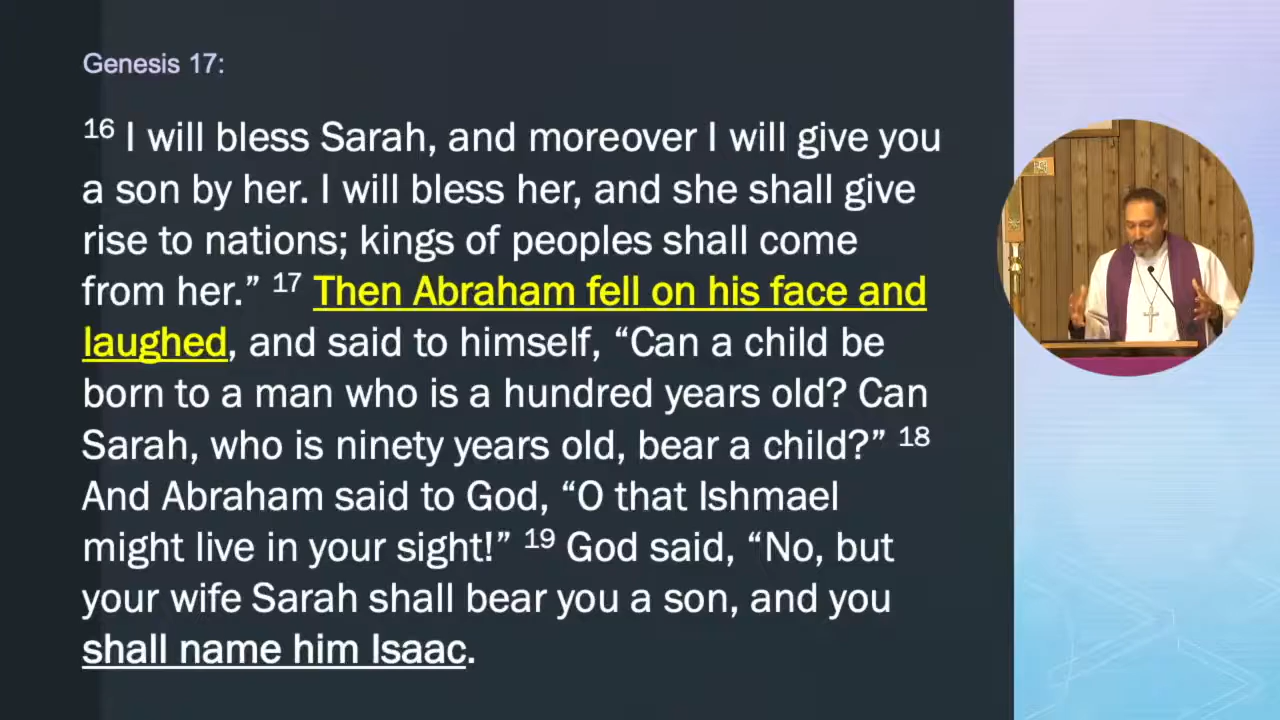 Genesis 17:
16 I will bless Sarah, and moreover I will give you
a son by her. I will bless her, and she shall give
rise to nations; kings of peoples shall come
from her.” 17 Then Abraham fell on his face and
laughed, and said to himself, “Can a child be
born to a man who is a hundred years old? Can
Sarah, who is ninety years old, bear a child?” 18
And Abraham said to God, “O that Ishmael
might live in your sight!” 19 God said, “No, but
your wife Sarah shall bear you a son, and you
shall name him Isaac.